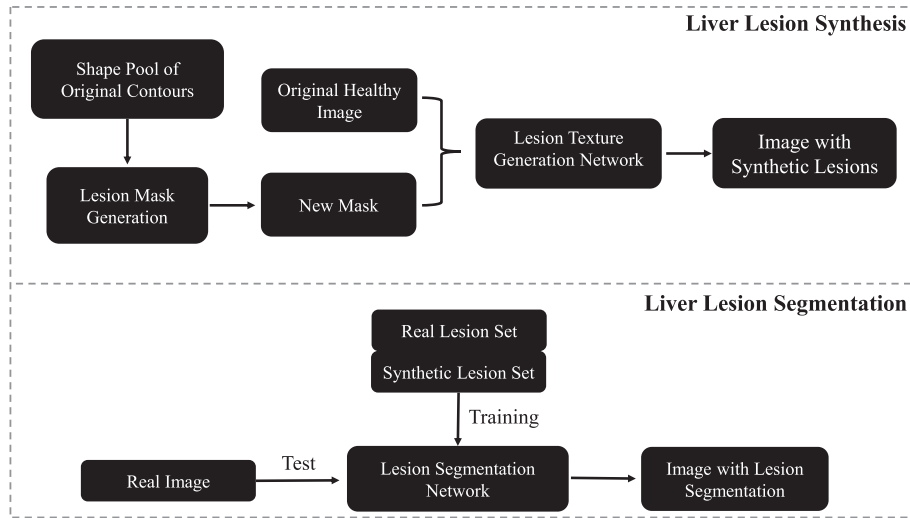 Liver Lesion Synthesis
Shape Pool of
Original Contours
Original Healthy
Image
Lesion Texture
Generation Network
Image with
Synthetic Lesions
Lesion Mask
Generation
New Mask
Liver Lesion Segmentation
Real Lesion Set
Synthetic Lesion Set
Training
Real Image
Test
Lesion Segmentation
Network
Image with Lesion
Segmentation